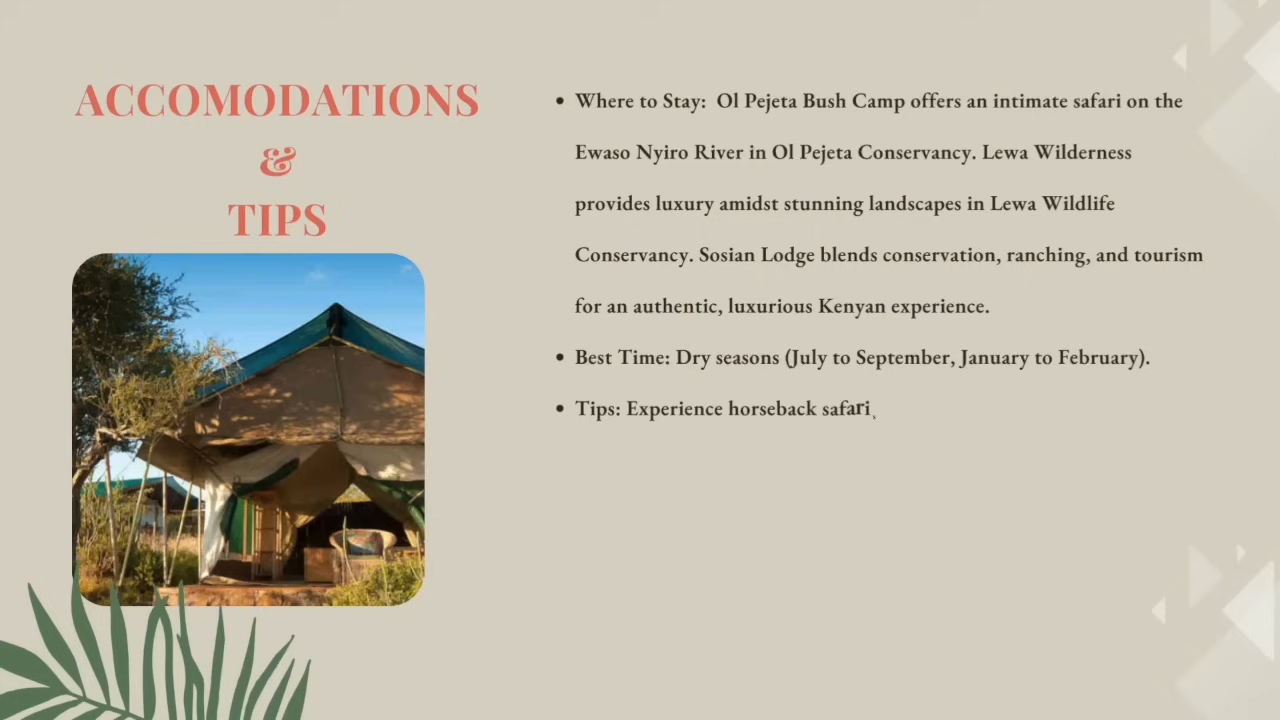 ACCOMODATIONS
&
TIPS
• Where to Stay: Ol Pejeta Bush Camp offers an intimate safari on the
Ewaso Nyiro River in Ol Pejeta Conservancy. Lewa Wilderness
provides luxury amidst stunning landscapes in Lewa Wildlife
Conservancy. Sosian Lodge blends conservation, ranching, and tourism
for an authentic, luxurious Kenyan experience.
• Best Time: Dry seasons (July to September, January to February).
• Tips: Experience horseback safari